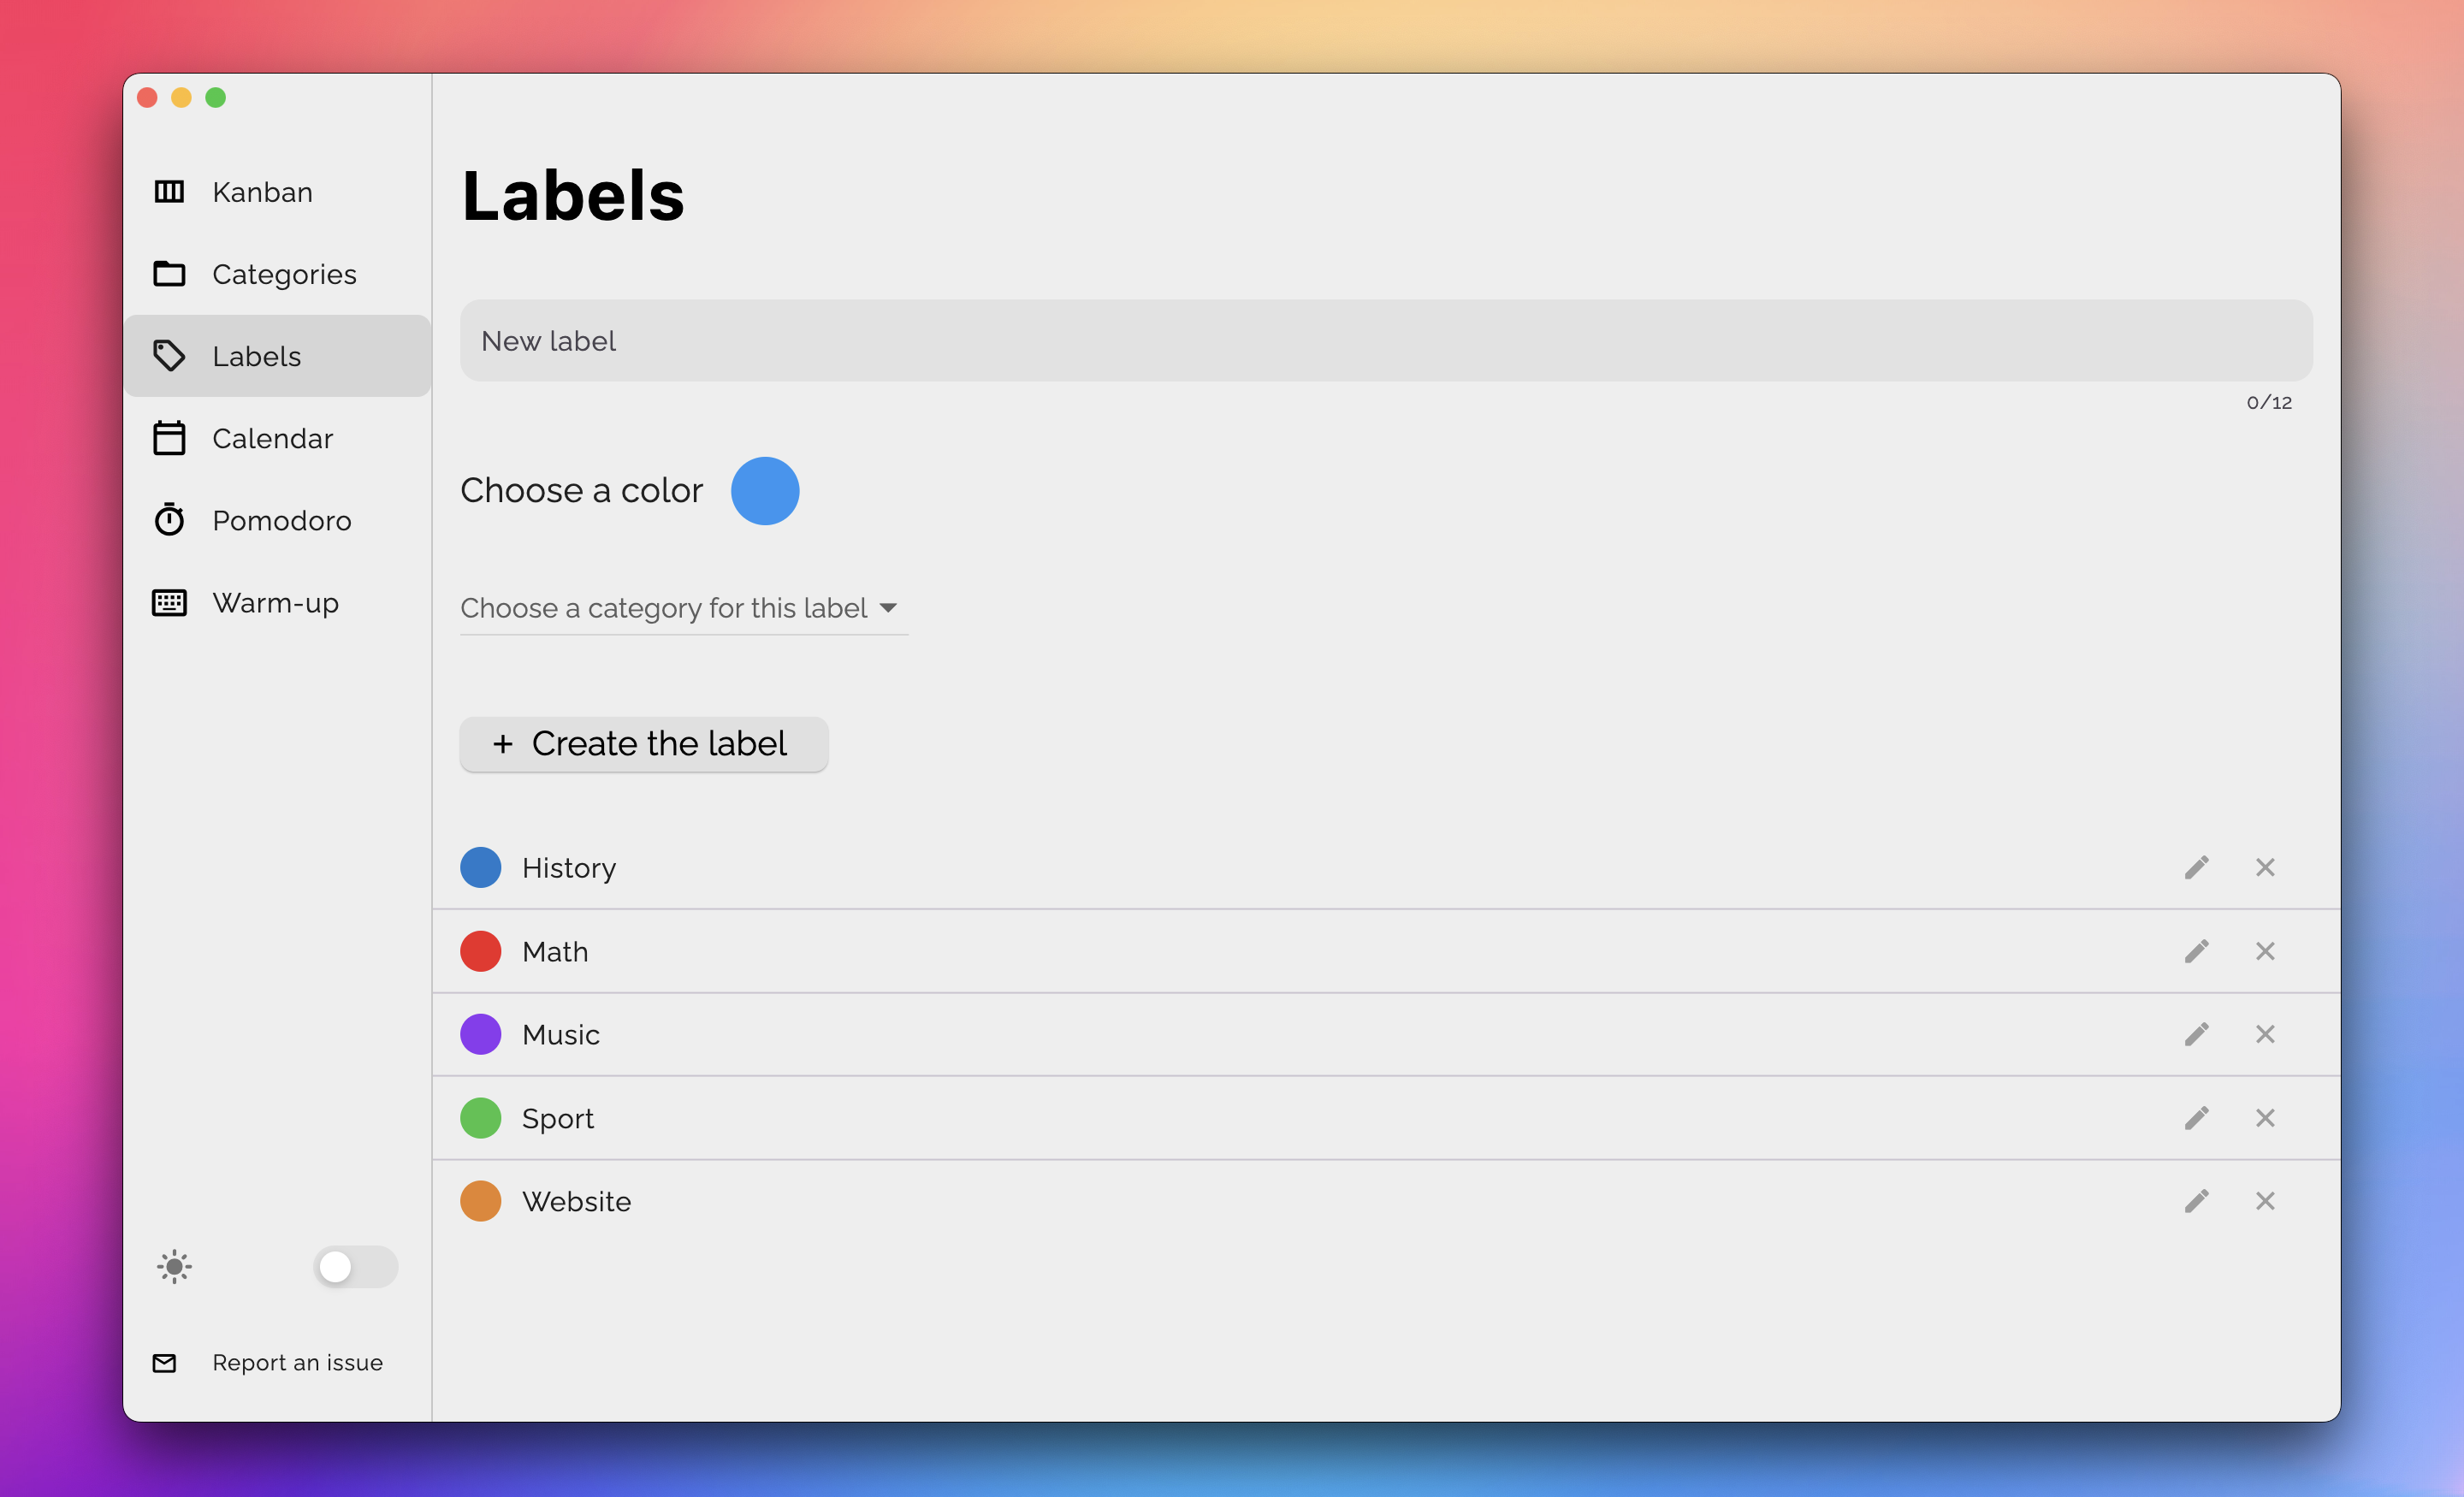 Kanban
Categories
Labels
Calendar
Pomodoro
Warm-up
Report an issue
Labels
New label
0/12
Choose a color
Choose a category for this label
+ Create the label
History
Math
Music
Sport
Website